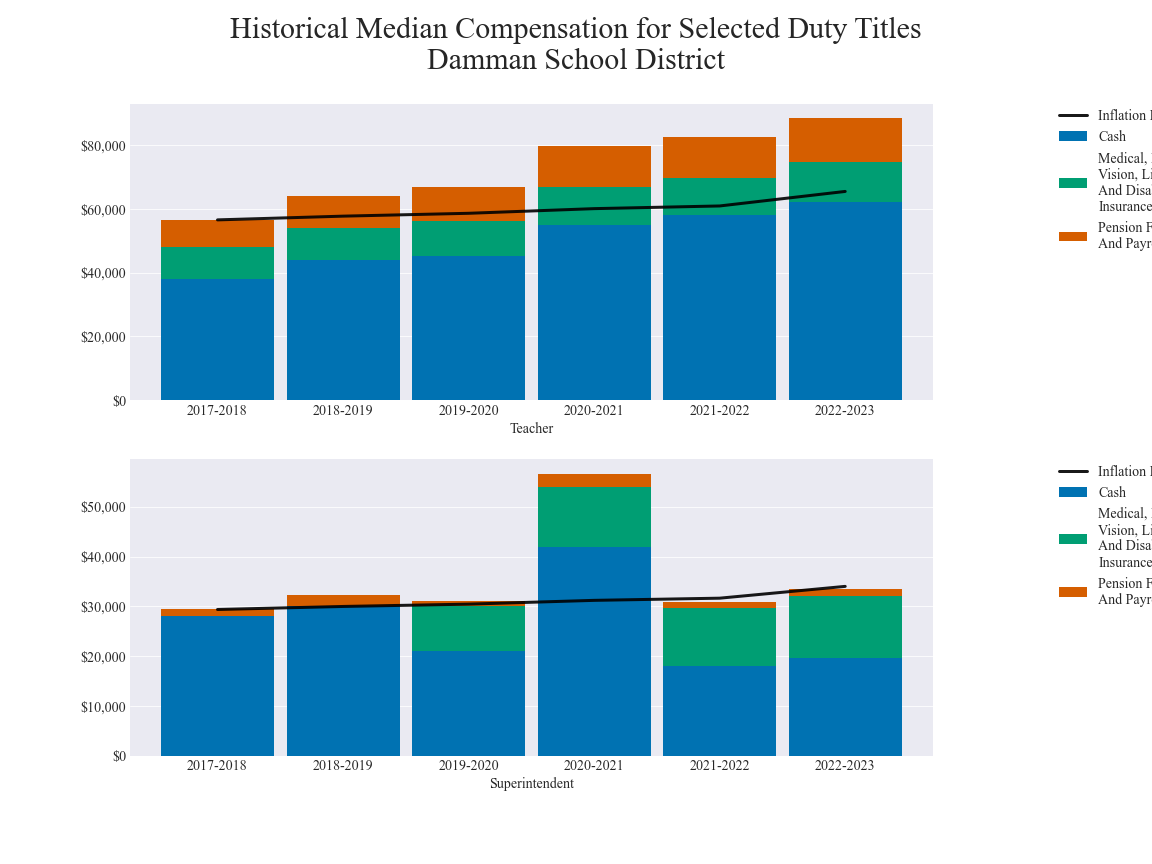 Historical Median Compensation for Selected Duty Titles
Damman School District
$80,000
$60,000
$40,000
$20,000
$0
2017-2018 2018-2019 2019-2020 2020-2021 2021-2022 2022-2023
Teacher
Inflation
Cash
Medical,
Vision,
And
Insurance
Pension
And
$50,000
$40,000
$30,000
$20,000
$10,000
$0
2017-2018 2018-2019 2019-2020 2020-2021 2021-2022 2022-2023
Superintendent
Inflation
Cash
Medical,
Vision,
And
Insurance
Pension
And